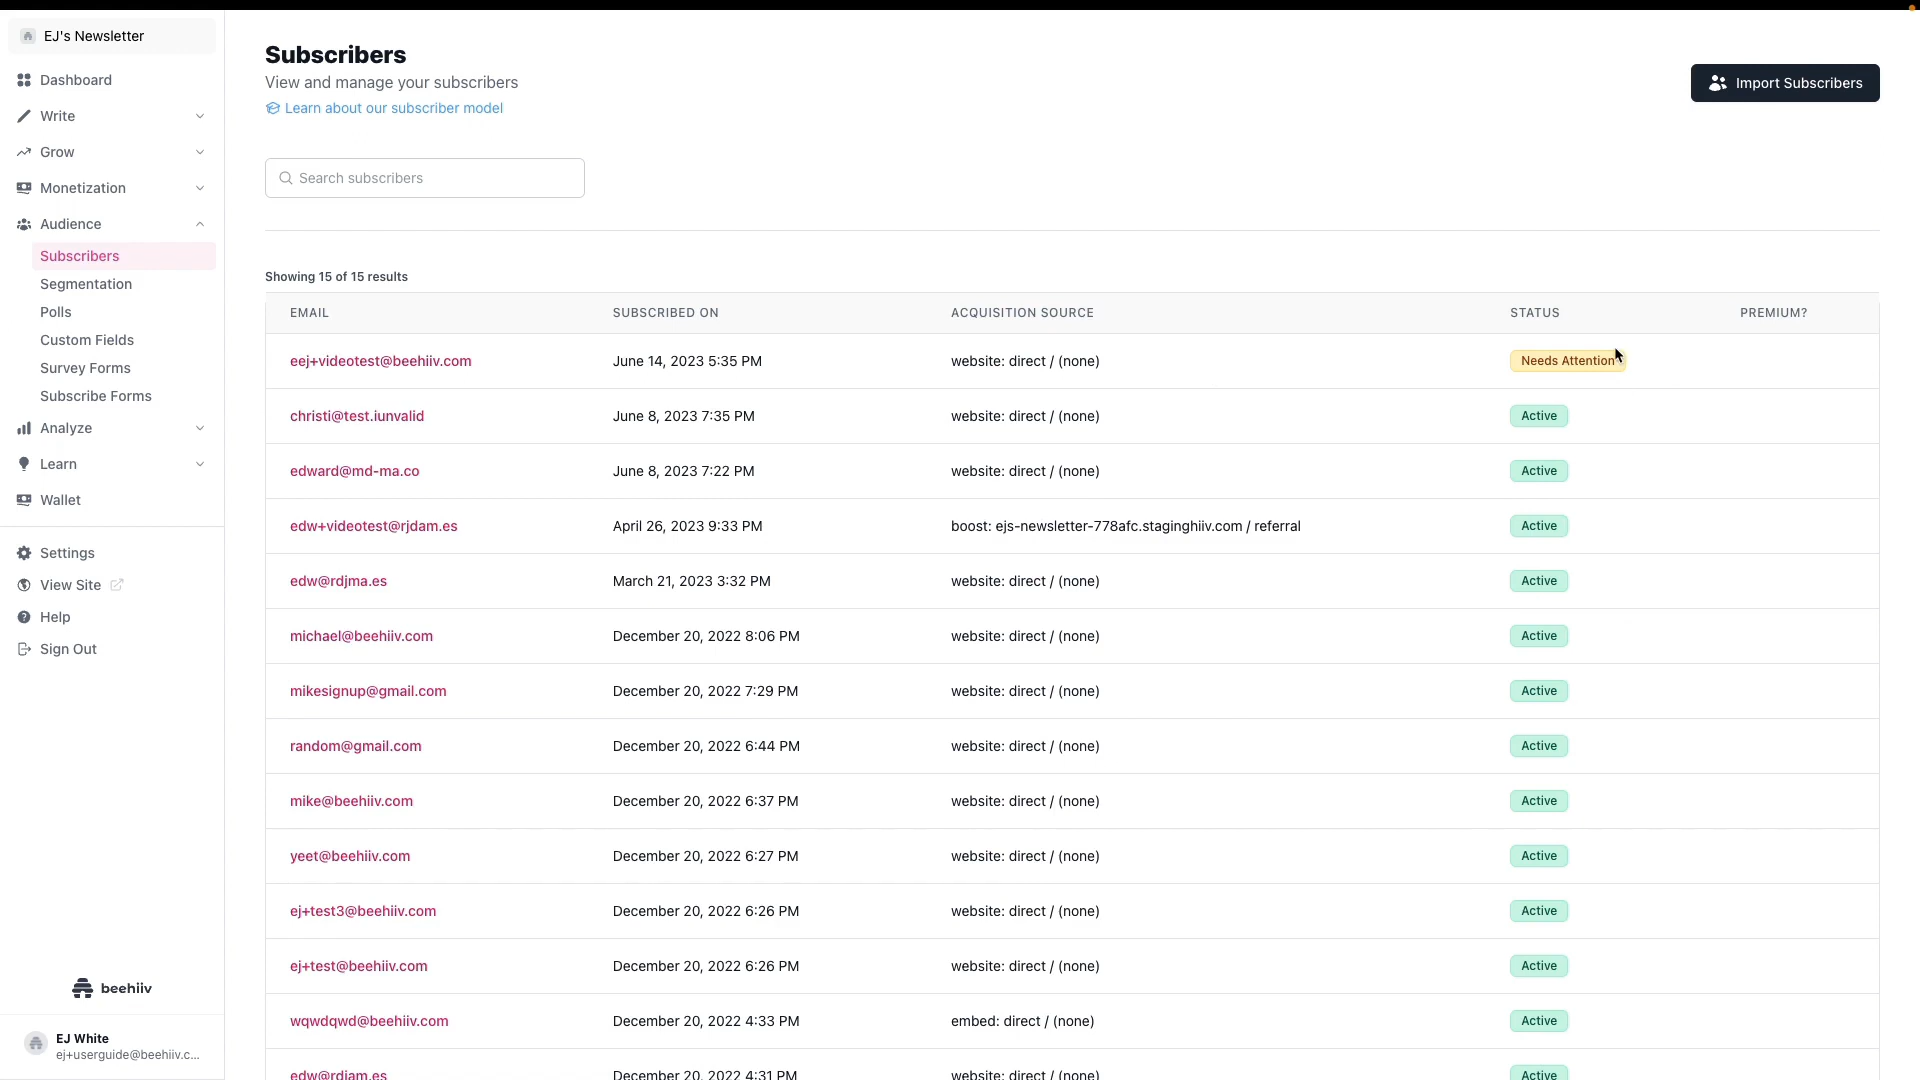 EJ's Newsletter
Dashboard
Write
Grow
Monetization
Audience
Subscribers
Segmentation
Polls
Custom Fields
Survey Forms
Subscribe Forms
Analyze
Learn
Wallet
Settings
View Site
Help
Sign Out
beehiiv
EJ White
ej+userguide@beehiiv.c...
Subscribers
View and manage your subscribers
Learn about our subscriber model
Import Subscribers
Search subscribers
Showing 15 of 15 results
EMAIL SUBSCRIBED ON ACQUISITION SOURCE STATUS PREMIUM?
eej+videotest@beehiiv.com June 14, 2023 5:35 PM website: direct / (none) Needs Attention
christi@test.iunvalid June 8, 2023 7:35 PM website: direct / (none) Active
edward@md-ma.co June 8, 2023 7:22 PM website: direct / (none) Active
edw+videotest@rjdam.es April 26, 2023 9:33 PM boost: ejs-newsletter-778afc.staginghiiv.com / referral Active
edw@rdjma.es March 21, 2023 3:32 PM website: direct / (none) Active
michael@beehiiv.com December 20, 2022 8:06 PM website: direct / (none) Active
mikesignup@gmail.com December 20, 2022 7:29 PM website: direct / (none) Active
random@gmail.com December 20, 2022 6:44 PM website: direct / (none) Active
mike@beehiiv.com December 20, 2022 6:37 PM website: direct / (none) Active
yeet@beehiiv.com December 20, 2022 6:27 PM website: direct / (none) Active
ej+test3@beehiiv.com December 20, 2022 6:26 PM website: direct / (none) Active
ej+test@beehiiv.com December 20, 2022 6:26 PM website: direct / (none) Active
wqwdqwd@beehiiv.com December 20, 2022 4:33 PM embed: direct / (none) Active
edw@rdjam.es December 20, 2022 4:31 PM website: direct / (none) Active